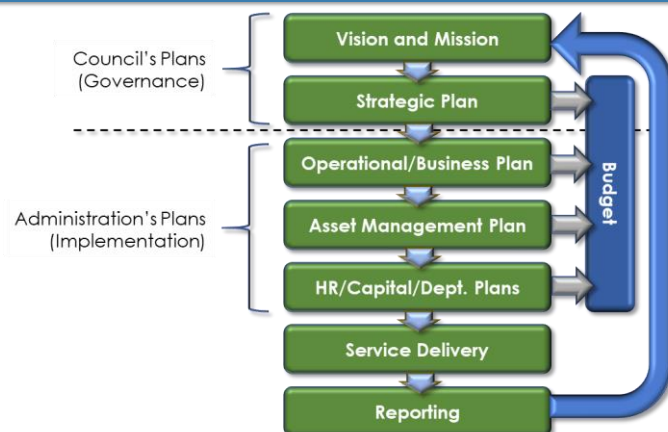 Council's Plans
(Governance)
Vision and Mission
Strategic Plan
Operational/Business Plan
Administration's Plans
(Implementation)
Asset Management Plan
HR/Capital/Dept. Plans
Budget
Service Delivery
Reporting